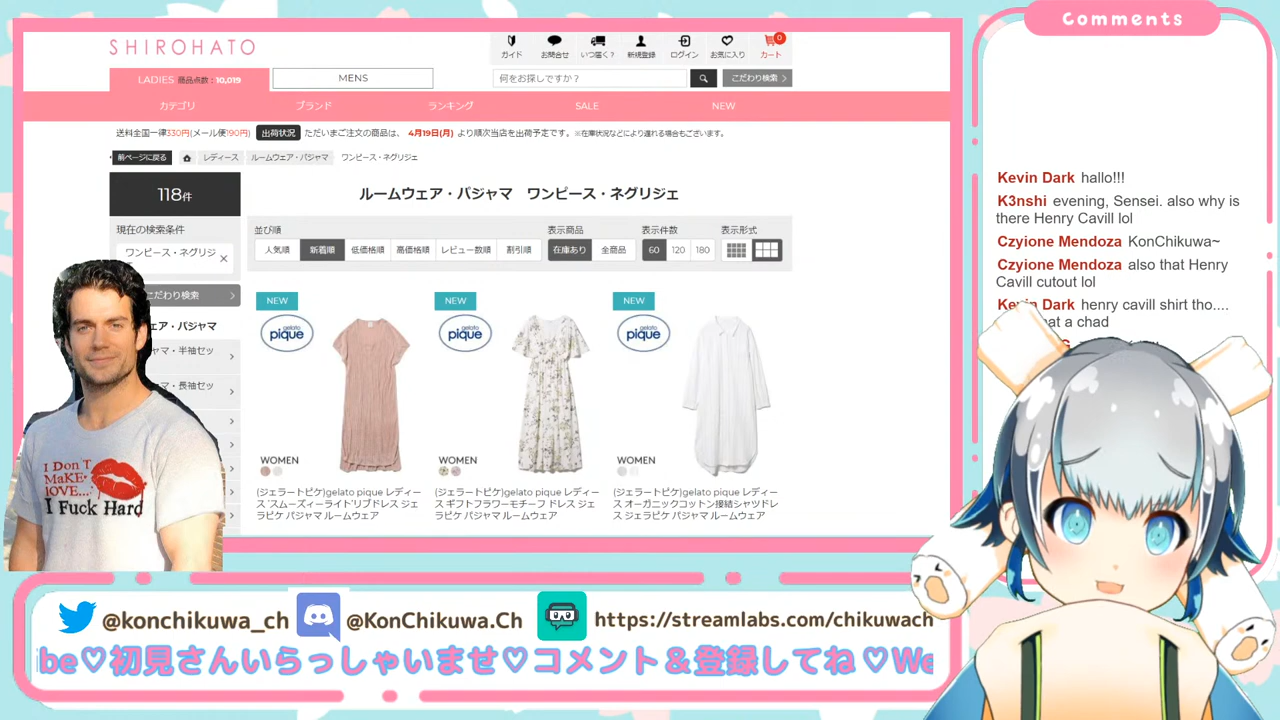 SHIROHATO
ガイド
お問合せ
いつ届く?
新規登録
ログイン
お気に入り
カート
0
LADIES 商品点数:10,019
MENS
何をお探しですか?
こだわり検索
カテゴリ
ブランド
ランキング
SALE
NEW
送料全国一律330円(メール便190円)
出荷状況
ただいまご注文の商品は、 4月19日(月) より順次当店を出荷予定です。※在庫状況などにより遅れる場合もございます。
前ページに戻る
レディース
ルームウェア・パジャマ
ワンピース・ネグリジェ
118件
現在の検索条件
ワンピース・ネグリジ
こだわり検索
ェア・パジャマ
ャマ・半袖セッ
ャマ・長袖セッ
ルームウェア・パジャマ ワンピース・ネグリジェ
並び順
人気順
新着順
低価格順
高価格順
レビュー数順
割引順
表示商品
在庫あり
全商品
表示件数
60
120
180
表示形式
NEW
gelato
pique
WOMEN
(ジェラートピケ)gelato pique レディー
ス 'スムーズィーライト'リブドレス ジェ
ラピケ パジャマ ルームウェア
NEW
gelato
pique
WOMEN
(ジェラートピケ)gelato pique レディー
ス ギフトフラワーモチーフ ドレス ジェ
ラピケ パジャマ ルームウェア
NEW
gelato
pique
WOMEN
(ジェラートピケ)gelato pique レディー
ス オーガニックコットン接結シャツドレ
ス ジェラピケ パジャマ ルームウェア
I DON'T
MAKE
LOVE...
I Fuck Hard
Comments
Kevin Dark hallo!!!
K3nshi evening, Sensei. also why is
there Henry Cavill lol
Czyione Mendoza KonChikuwa~
Czyione Mendoza also that Henry
Cavill cutout lol
Kevin Dark henry cavill shirt tho....
at a chad
@konchikuwa_ch
@KonChikuwa.Ch
https://streamlabs.com/chikuwach
be♡初見さんいらっしゃいませ♡コメント&登録してね♡We